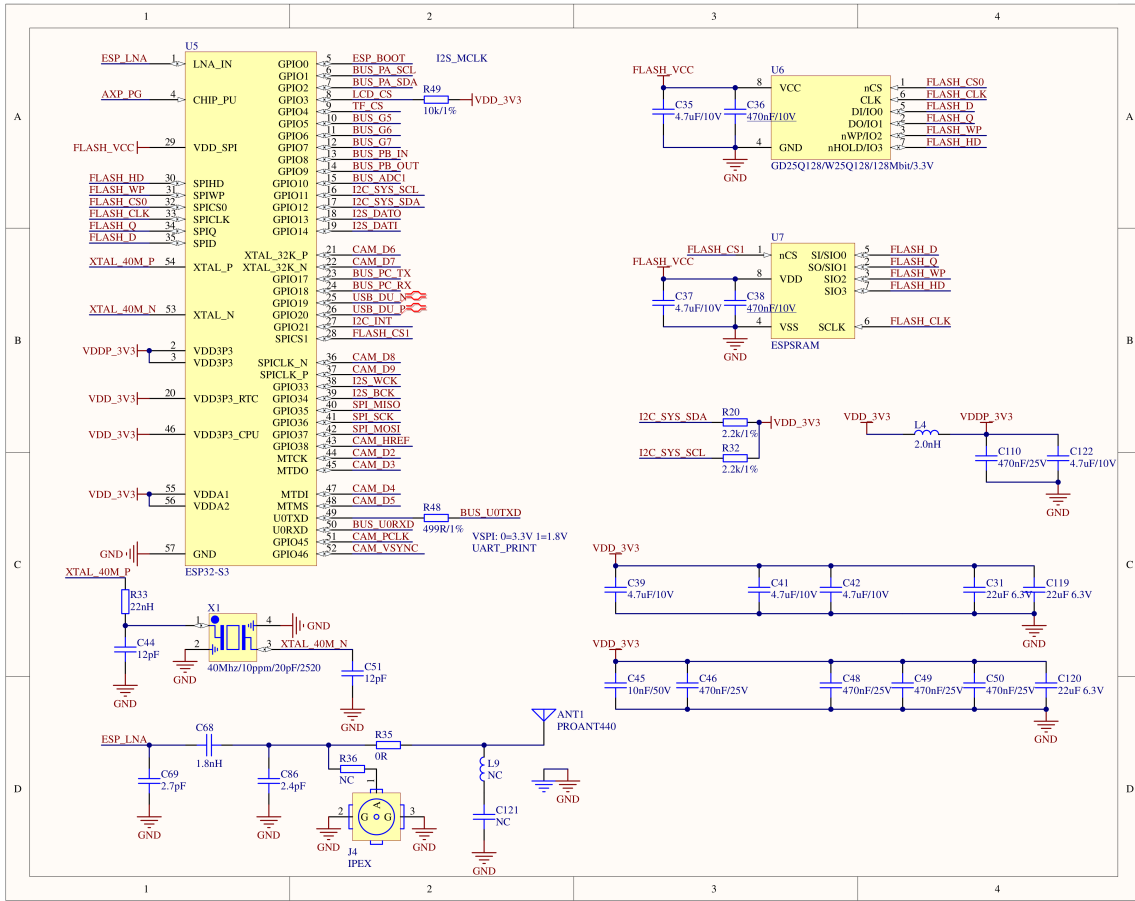 1 2 3 4
A
B
C
D
A
B
C
D
U5
ESP_LNA 1 LNA_IN
AXP_PG 4 CHIP_PU
FLASH_VCC 29 VDD_SPI
FLASH_HD 30 SPIHD
FLASH_WP 31 SPIWP
FLASH_CS0 32 SPICS0
FLASH_CLK 33 SPICLK
FLASH_Q 34 SPIQ
FLASH_D 35 SPID
XTAL_40M_P 54 XTAL_P
XTAL_40M_N 53 XTAL_N
VDDP_3V3 2 VDD3P3
3 VDD3P3
VDD_3V3 20 VDD3P3_RTC
VDD_3V3 46 VDD3P3_CPU
VDD_3V3 55 VDDA1
56 VDDA2
GND 57 GND
ESP32-S3
GPIO0 5 ESP_BOOT I2S_MCLK
GPIO1 6 BUS_PA_SCL
GPIO2 7 BUS_PA_SDA
GPIO3 8 LCD_CS
GPIO4 9 TF_CS
GPIO5 10 BUS_G5
GPIO6 11 BUS_G6
GPIO7 12 BUS_G7
GPIO8 13 BUS_PB_IN
GPIO9 14 BUS_PB_OUT
GPIO10 15 BUS_ADC1
GPIO11 16 I2C_SYS_SCL
GPIO12 17 I2C_SYS_SDA
GPIO13 18 I2S_DATO
GPIO14 19 I2S_DATI
XTAL_32K_P 21 CAM_D6
XTAL_32K_N 22 CAM_D7
GPIO17 23 BUS_PC_TX
GPIO18 24 BUS_PC_RX
GPIO19 25 USB_DU_N
GPIO20 26 USB_DU_P
GPIO21 27 I2C_INT
SPICS1 28 FLASH_CS1
SPICLK_N 36 CAM_D8
SPICLK_P 37 CAM_D9
GPIO33 38 I2S_WCK
GPIO34 39 I2S_BCK
GPIO35 40 SPI_MISO
GPIO36 41 SPI_SCK
GPIO37 42 SPI_MOSI
GPIO38 43 CAM_HREF
MTCK 44 CAM_D2
MTDO 45 CAM_D3
MTDI 47 CAM_D4
MTMS 48 CAM_D5
U0TXD 49
U0RXD 50 BUS_U0RXD
GPIO45 51 CAM_PCLK
GPIO46 52 CAM_VSYNC
R49
10k/1%
VDD_3V3
R48
499R/1%
BUS_U0TXD
VSPI: 0=3.3V 1=1.8V
UART_PRINT
FLASH_VCC
C35
4.7uF/10V
C36
470nF/10V
GND
U6
8 VCC
4 GND
nCS 1 FLASH_CS0
CLK 6 FLASH_CLK
DI/IO0 5 FLASH_D
DO/IO1 2 FLASH_Q
nWP/IO2 3 FLASH_WP
nHOLD/IO3 7 FLASH_HD
GD25Q128/W25Q128/128Mbit/3.3V
U7
FLASH_CS1 1 nCS
FLASH_VCC
8 VDD
4 VSS
SI/SIO0 5 FLASH_D
SO/SIO1 2 FLASH_Q
SIO2 3 FLASH_WP
SIO3 7 FLASH_HD
SCLK 6 FLASH_CLK
ESPSRAM
C37
4.7uF/10V
C38
470nF/10V
GND
I2C_SYS_SDA
R20
2.2k/1%
VDD_3V3
I2C_SYS_SCL
R32
2.2k/1%
VDD_3V3
L4
2.0nH
VDDP_3V3
C110
470nF/25V
C122
4.7uF/10V
GND
VDD_3V3
C39
4.7uF/10V
C41
4.7uF/10V
C42
4.7uF/10V
C31
22uF 6.3V
C119
22uF 6.3V
GND
VDD_3V3
C45
10nF/50V
C46
470nF/25V
C48
470nF/25V
C49
470nF/25V
C50
470nF/25V
C120
22uF 6.3V
GND
XTAL_40M_P
R33
22nH
C44
12pF
GND
X1
1
2
4
3
GND
GND
XTAL_40M_N
40Mhz/10ppm/20pF/2520
C51
12pF
GND
ESP_LNA
C69
2.7pF
GND
C68
1.8nH
C86
2.4pF
GND
R35
0R
R36
NC
1
2
3
A
G G
GND
GND
J4
IPEX
L9
NC
C121
NC
GND
ANT1
PROANT440
GND
1 2 3 4